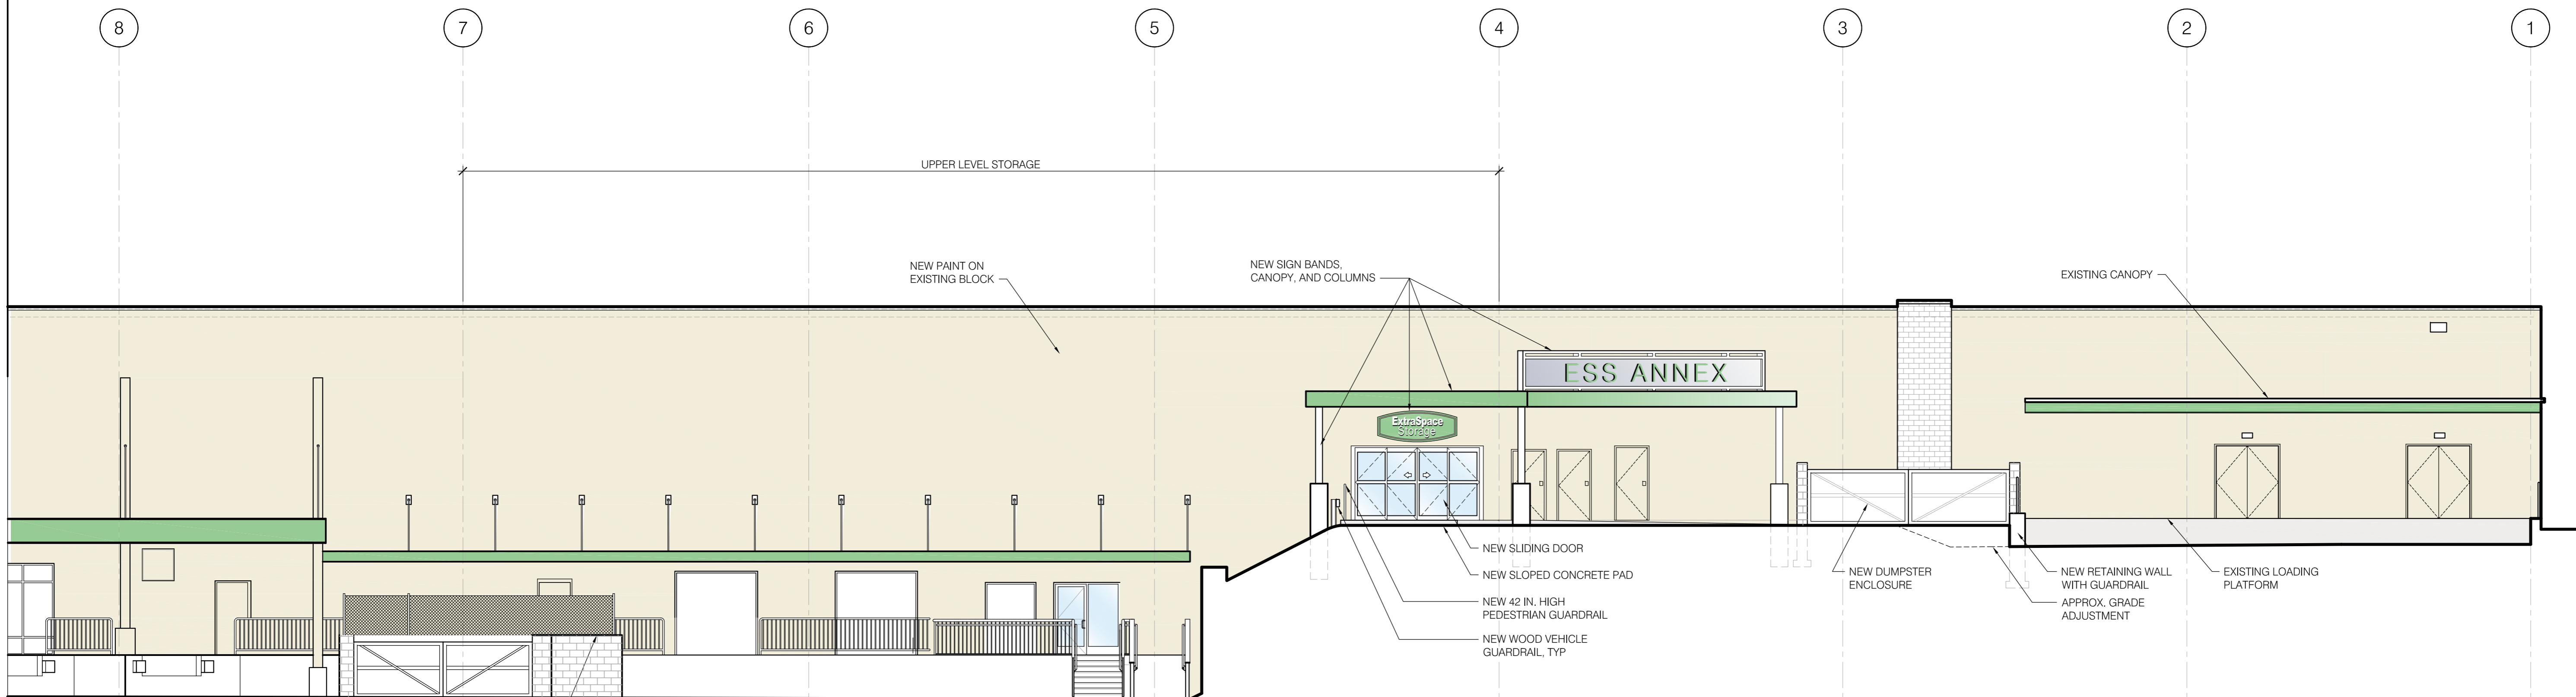 8
7
6
5
4
3
2
1
UPPER LEVEL STORAGE
NEW PAINT ON
EXISTING BLOCK
NEW SIGN BANDS,
CANOPY, AND COLUMNS
EXISTING CANOPY
ESS ANNEX
ExtraSpace
Storage
NEW SLIDING DOOR
NEW SLOPED CONCRETE PAD
NEW 42 IN. HIGH
PEDESTRIAN GUARDRAIL
NEW WOOD VEHICLE
GUARDRAIL, TYP
NEW DUMPSTER
ENCLOSURE
NEW RETAINING WALL
WITH GUARDRAIL
APPROX. GRADE
ADJUSTMENT
EXISTING LOADING
PLATFORM